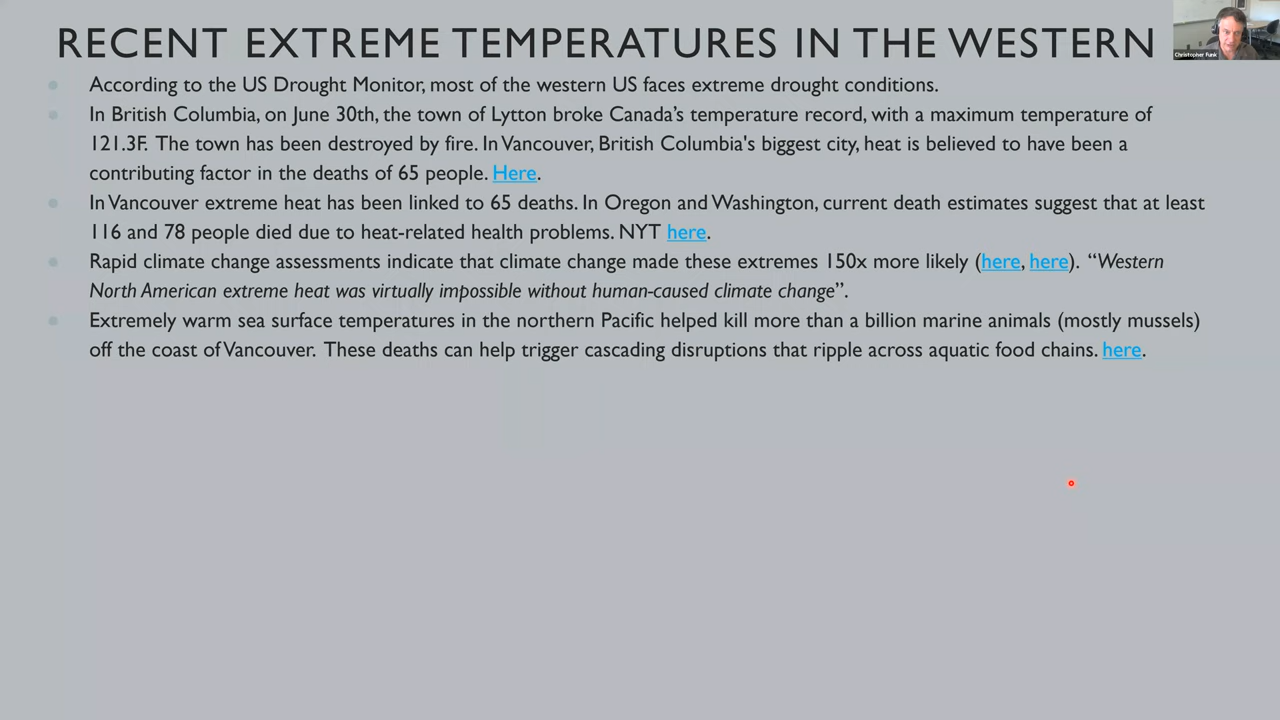 RECENT EXTREME TEMPERATURES IN THE WESTERN
Christopher Funk
According to the US Drought Monitor, most of the western US faces extreme drought conditions.
In British Columbia, on June 30th, the town of Lytton broke Canada’s temperature record, with a maximum temperature of
121.3F. The town has been destroyed by fire. In Vancouver, British Columbia's biggest city, heat is believed to have been a
contributing factor in the deaths of 65 people. Here.
In Vancouver extreme heat has been linked to 65 deaths. In Oregon and Washington, current death estimates suggest that at least
116 and 78 people died due to heat-related health problems. NYT here.
Rapid climate change assessments indicate that climate change made these extremes 150x more likely (here, here). “Western
North American extreme heat was virtually impossible without human-caused climate change”.
Extremely warm sea surface temperatures in the northern Pacific helped kill more than a billion marine animals (mostly mussels)
off the coast of Vancouver. These deaths can help trigger cascading disruptions that ripple across aquatic food chains. here.